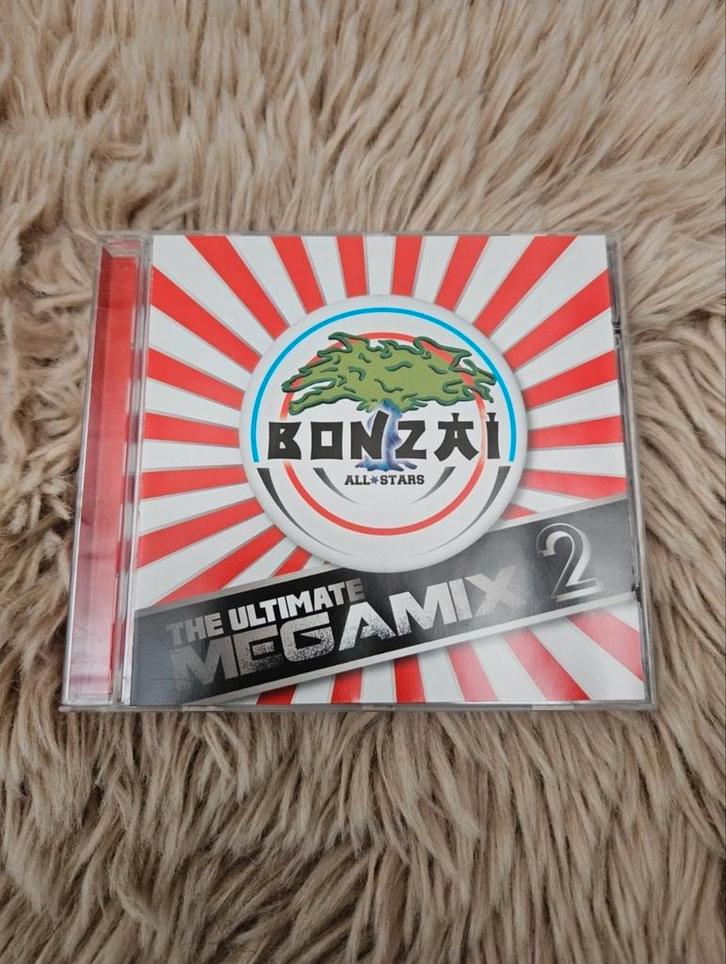 BONZAI
ALL★STARS
THE ULTIMATE
MEGAMIX 2